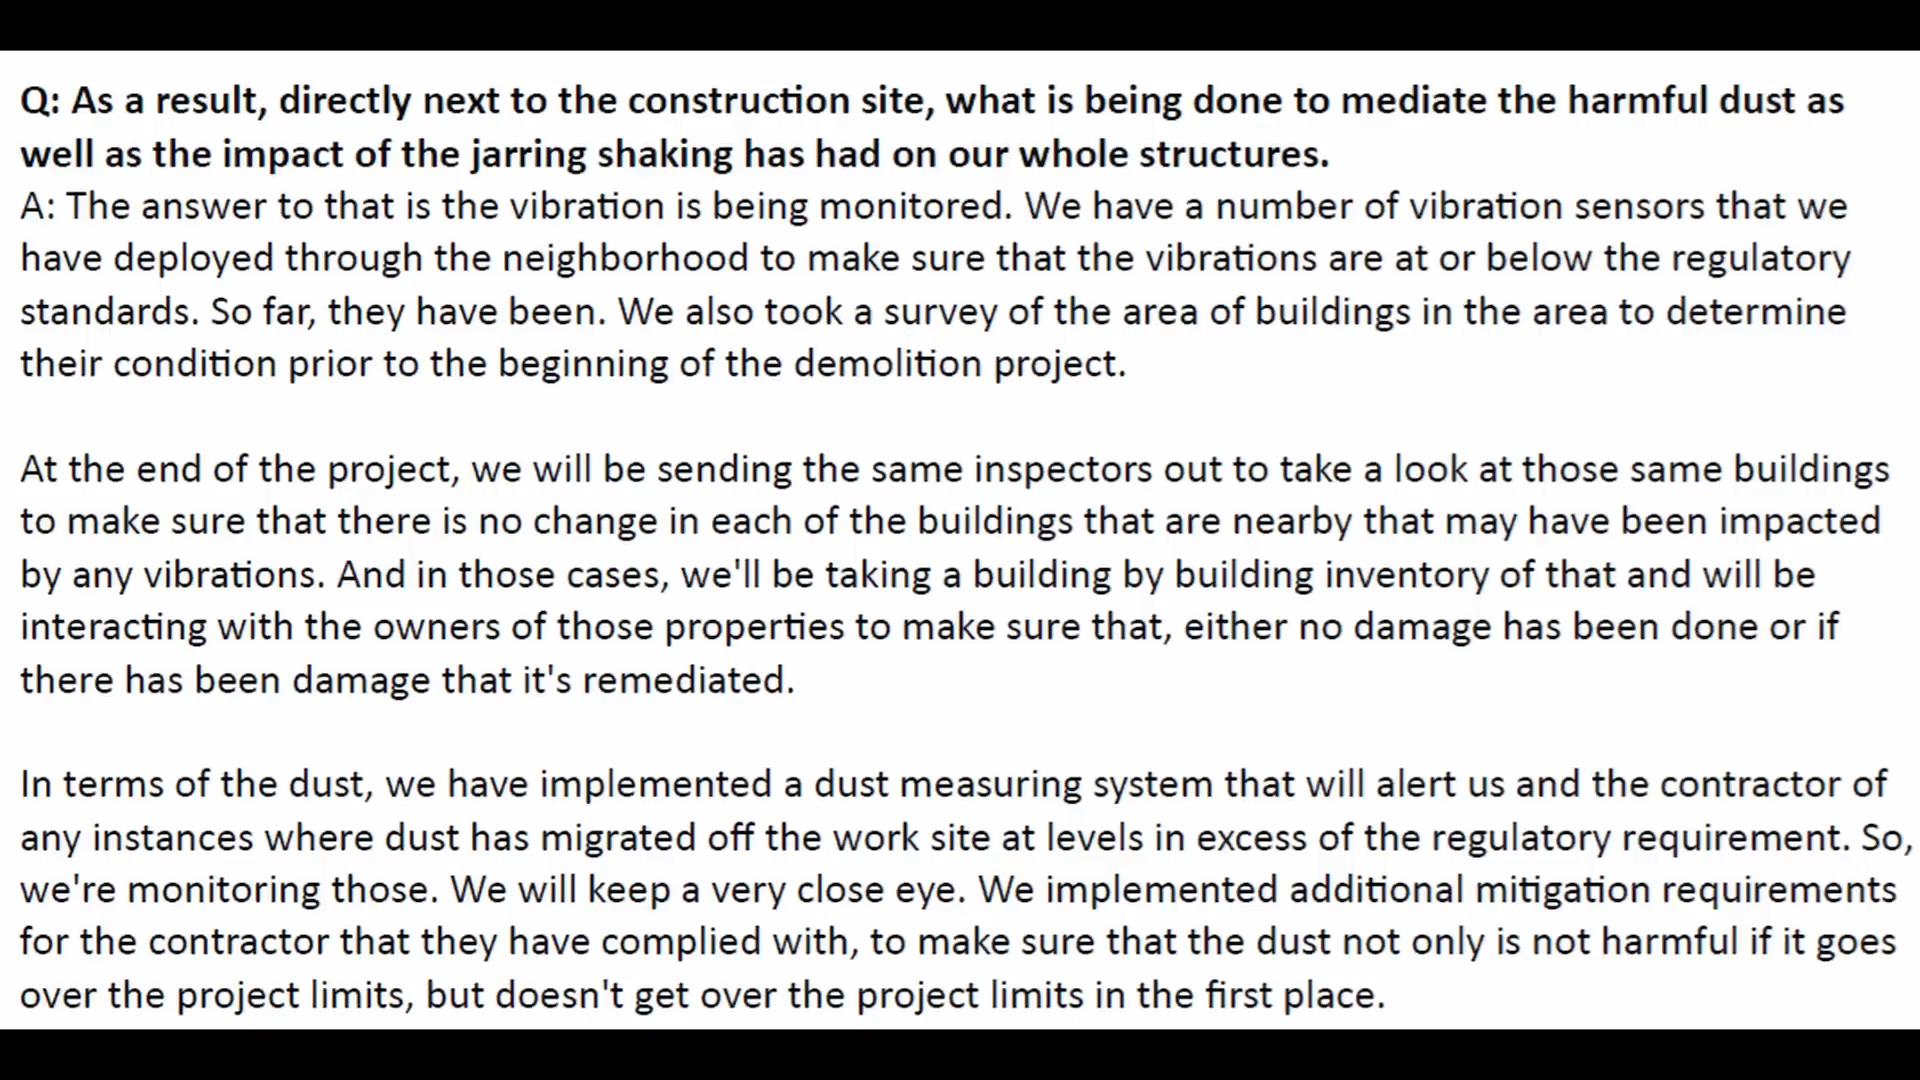 Q: As a result, directly next to the construction site, what is being done to mediate the harmful dust as
well as the impact of the jarring shaking has had on our whole structures.
A: The answer to that is the vibration is being monitored. We have a number of vibration sensors that we
have deployed through the neighborhood to make sure that the vibrations are at or below the regulatory
standards. So far, they have been. We also took a survey of the area of buildings in the area to determine
their condition prior to the beginning of the demolition project.
At the end of the project, we will be sending the same inspectors out to take a look at those same buildings
to make sure that there is no change in each of the buildings that are nearby that may have been impacted
by any vibrations. And in those cases, we'll be taking a building by building inventory of that and will be
interacting with the owners of those properties to make sure that, either no damage has been done or if
there has been damage that it's remediated.
In terms of the dust, we have implemented a dust measuring system that will alert us and the contractor of
any instances where dust has migrated off the work site at levels in excess of the regulatory requirement. So,
we're monitoring those. We will keep a very close eye. We implemented additional mitigation requirements
for the contractor that they have complied with, to make sure that the dust not only is not harmful if it goes
over the project limits, but doesn't get over the project limits in the first place.